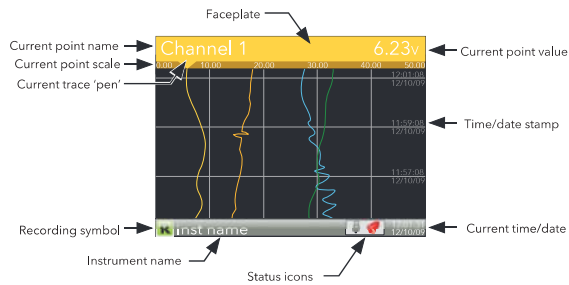 Faceplate
Current point name
Channel 1
6.23V
Current point value
Current point scale
0.00 10.00 20.00 30.00 40.00 50.00
Current trace 'pen'
12:01:08
12/10/09
11:59:08
12/10/09
Time/date stamp
11:57:08
12/10/09
Recording symbol
inst name
12/10/09
Current time/date
Instrument name
Status icons